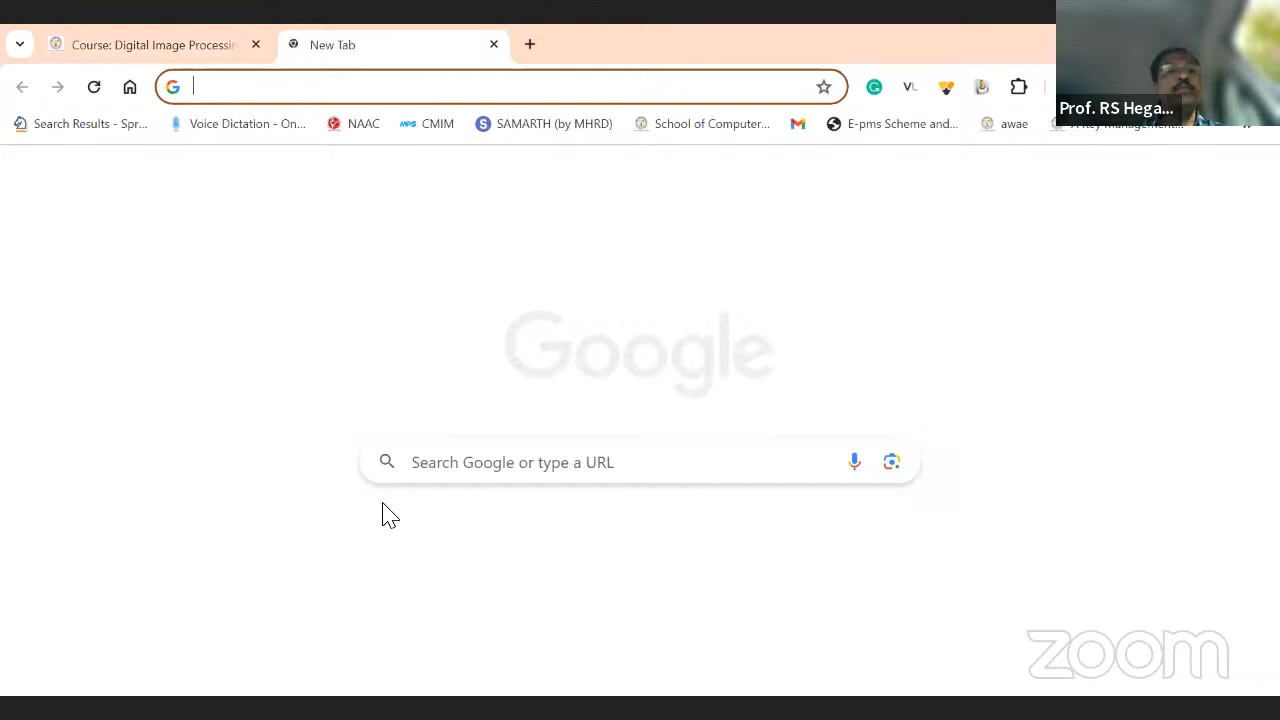 Course: Digital Image Processin
New Tab
Prof. RS Hega...
Search Results - Spr...
Voice Dictation - On...
NAAC
CMIM
SAMARTH (by MHRD)
School of Computer...
E-pms Scheme and...
awae
Google
Search Google or type a URL
zoom